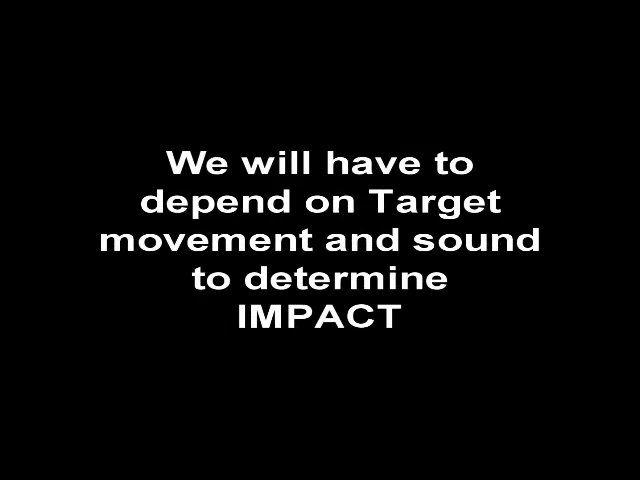 We will have to
depend on Target
movement and sound
to determine
IMPACT